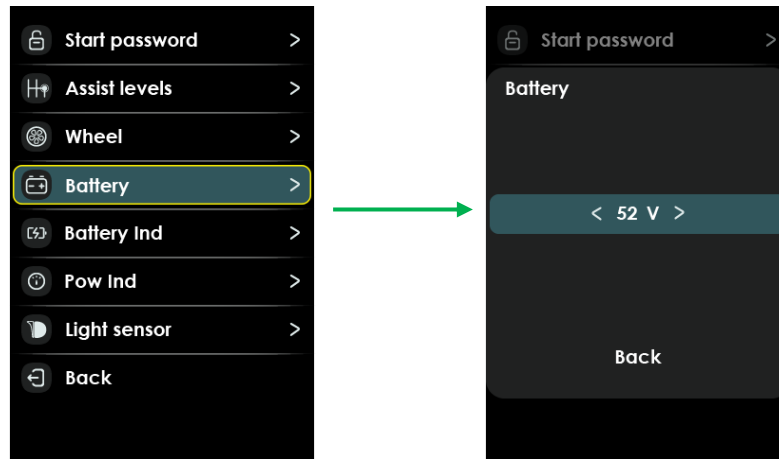 Start password >
Assist levels >
Wheel >
Battery >
Battery Ind >
Pow Ind >
Light sensor >
Back
Start password >
Battery
< 52 V >
Back